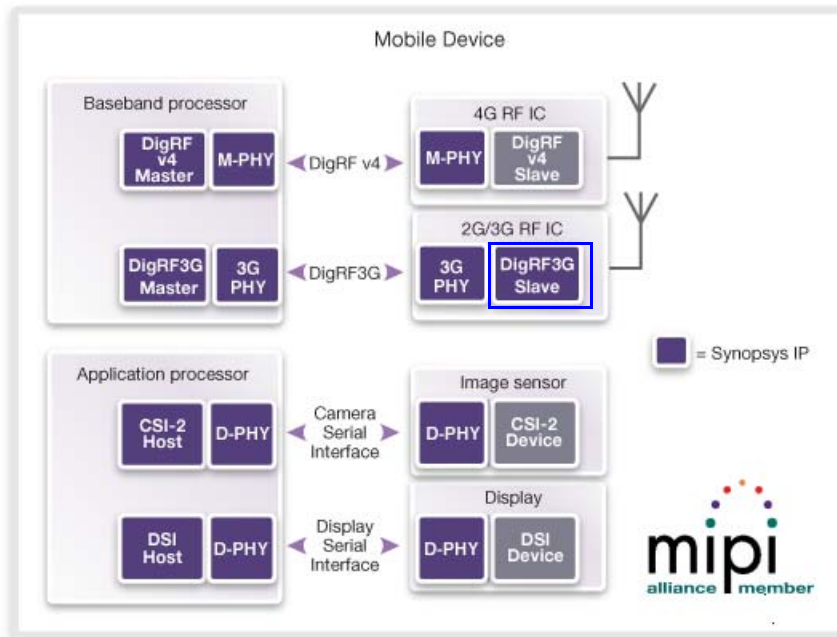 Mobile Device
Baseband processor
4G RF IC
DigRF
v4
Master
M-PHY
DigRF v4
M-PHY
DigRF
v4
Slave
2G/3G RF IC
DigRF3G
Master
3G
PHY
DigRF3G
3G
PHY
DigRF3G
Slave
= Synopsys IP
Application processor
Image sensor
CSI-2
Host
D-PHY
Camera
Serial
Interface
D-PHY
CSI-2
Device
Display
DSI
Host
D-PHY
Display
Serial
Interface
D-PHY
DSI
Device
mipi
alliance member